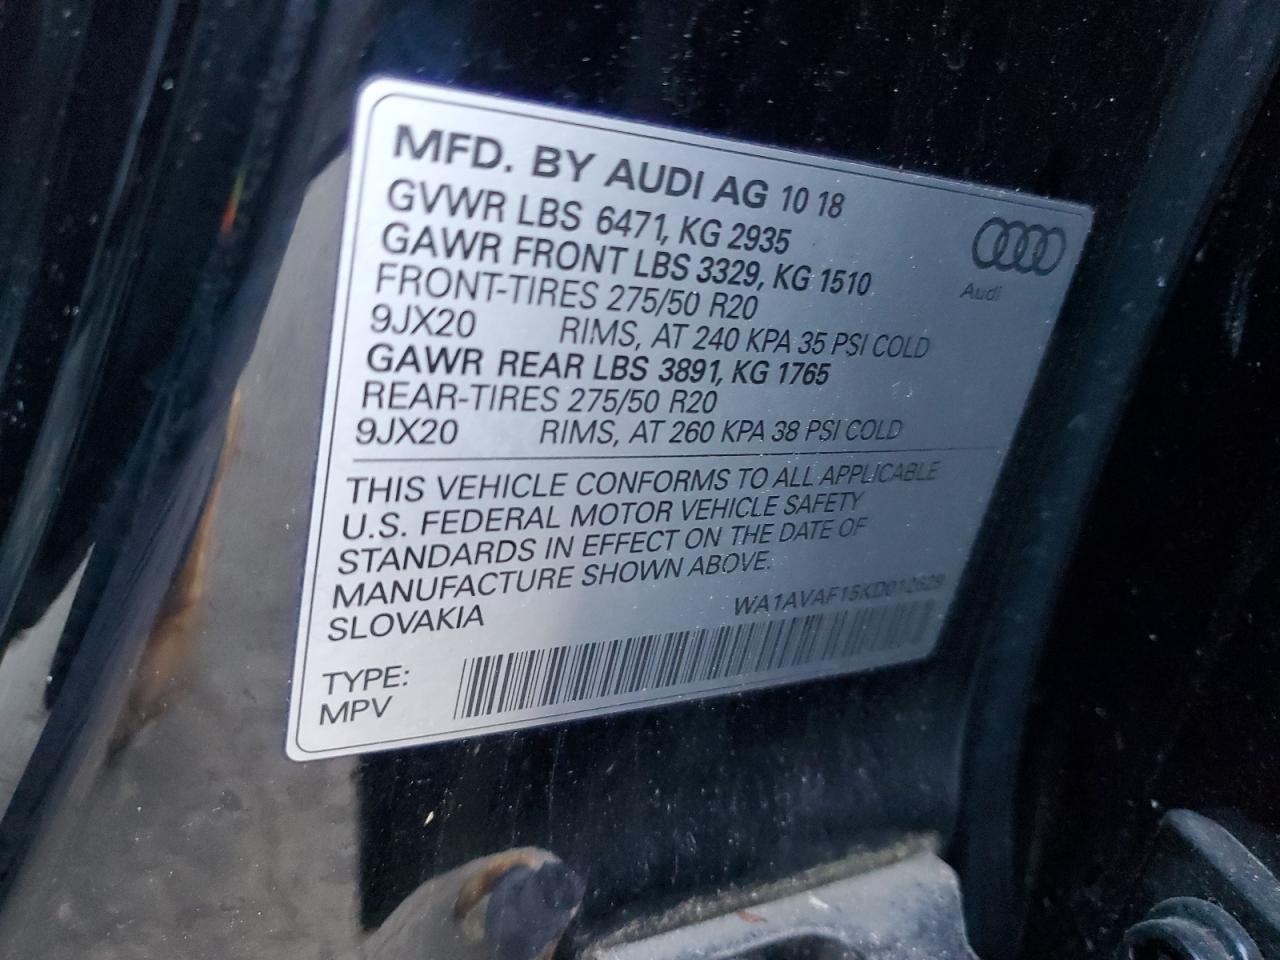 MFD. BY AUDI AG 10 18
GVWR LBS 6471, KG 2935
GAWR FRONT LBS 3329, KG 1510
FRONT-TIRES 275/50 R20
9JX20 RIMS, AT 240 KPA 35 PSI COLD
GAWR REAR LBS 3891, KG 1765
REAR-TIRES 275/50 R20
9JX20 RIMS, AT 260 KPA 38 PSI COLD
Audi
THIS VEHICLE CONFORMS TO ALL APPLICABLE
U.S. FEDERAL MOTOR VEHICLE SAFETY
STANDARDS IN EFFECT ON THE DATE OF
MANUFACTURE SHOWN ABOVE.
SLOVAKIA
TYPE:
MPV